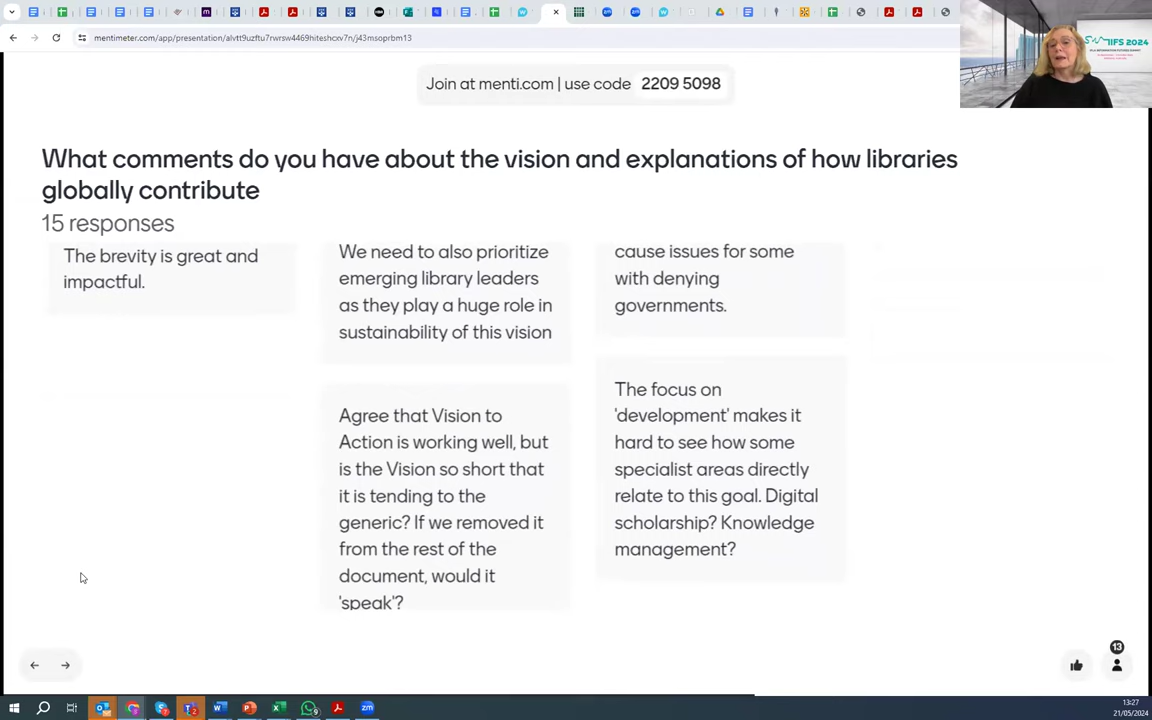 mentimeter.com/app/presentation/alvtt9uzftu7rwrsw4469hiteshcxv7n/j43msoprbm13
IIFS 2024
Join at menti.com | use code 2209 5098
What comments do you have about the vision and explanations of how libraries
globally contribute
15 responses
The brevity is great and
impactful.
We need to also prioritize
emerging library leaders
as they play a huge role in
sustainability of this vision
Agree that Vision to
Action is working well, but
is the Vision so short that
it is tending to the
generic? If we removed it
from the rest of the
document, would it
'speak'?
cause issues for some
with denying
governments.
The focus on
'development' makes it
hard to see how some
specialist areas directly
relate to this goal. Digital
scholarship? Knowledge
management?
13
13:27
21/05/2024